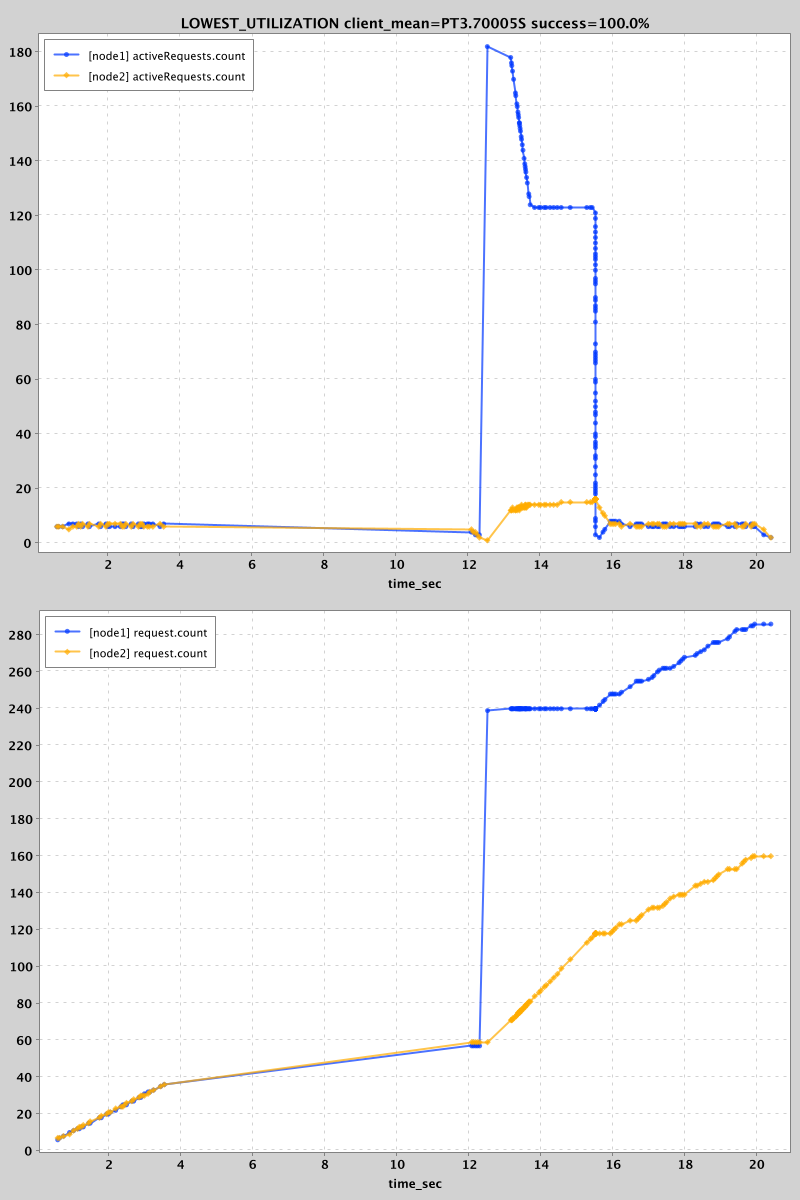 LOWEST_UTILIZATION client_mean=PT3.70005S success=100.0%
[node1] activeRequests.count
[node2] activeRequests.count
180
160
140
120
100
80
60
40
20
0
2 4 6 8 10 12 14 16 18 20
time_sec
[node1] request.count
[node2] request.count
280
260
240
220
200
180
160
140
120
100
80
60
40
20
0
2 4 6 8 10 12 14 16 18 20
time_sec